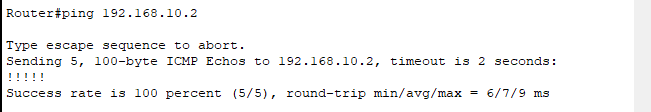 Router#ping 192.168.10.2
Type escape sequence to abort.
Sending 5, 100-byte ICMP Echos to 192.168.10.2, timeout is 2 seconds:
!!!!!
Success rate is 100 percent (5/5), round-trip min/avg/max = 6/7/9 ms